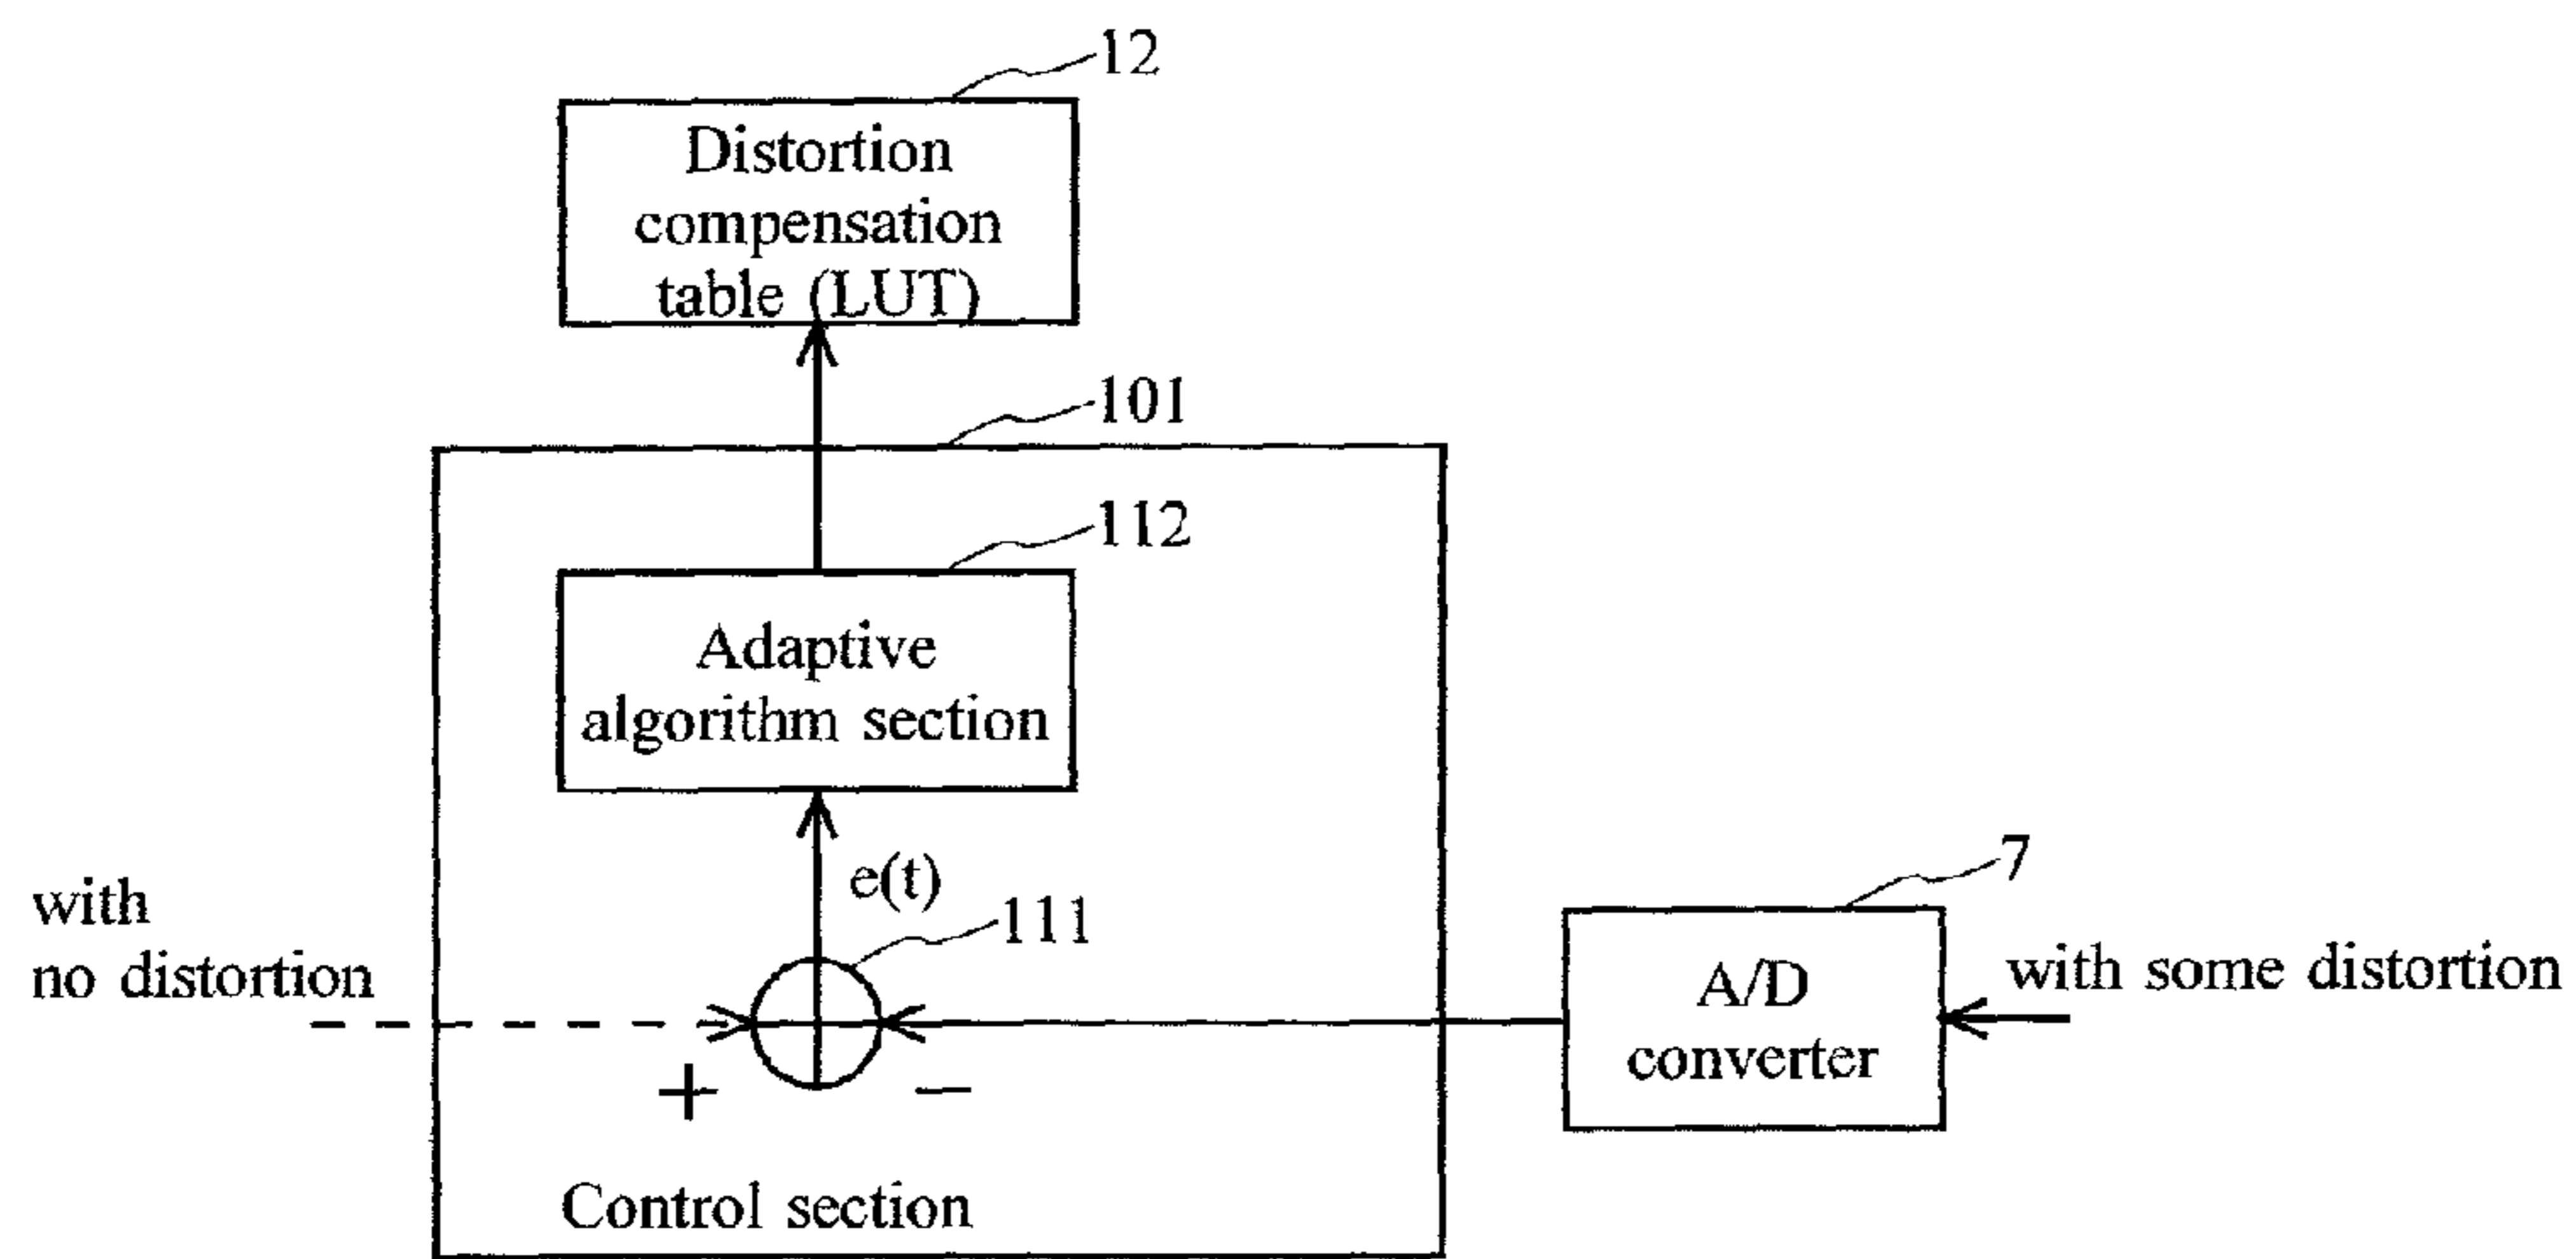 12
Distortion
compensation
table (LUT)
101
112
Adaptive
algorithm section
e(t)
111
with
no distortion
+
−
7
A/D
converter
with some distortion
Control section